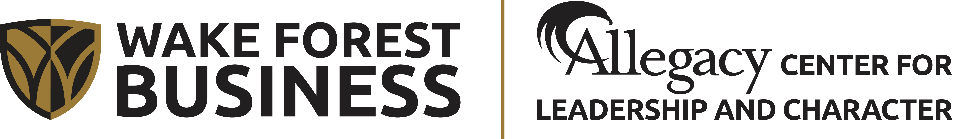 WAKE FOREST
BUSINESS
Allegacy CENTER FOR
LEADERSHIP AND CHARACTER